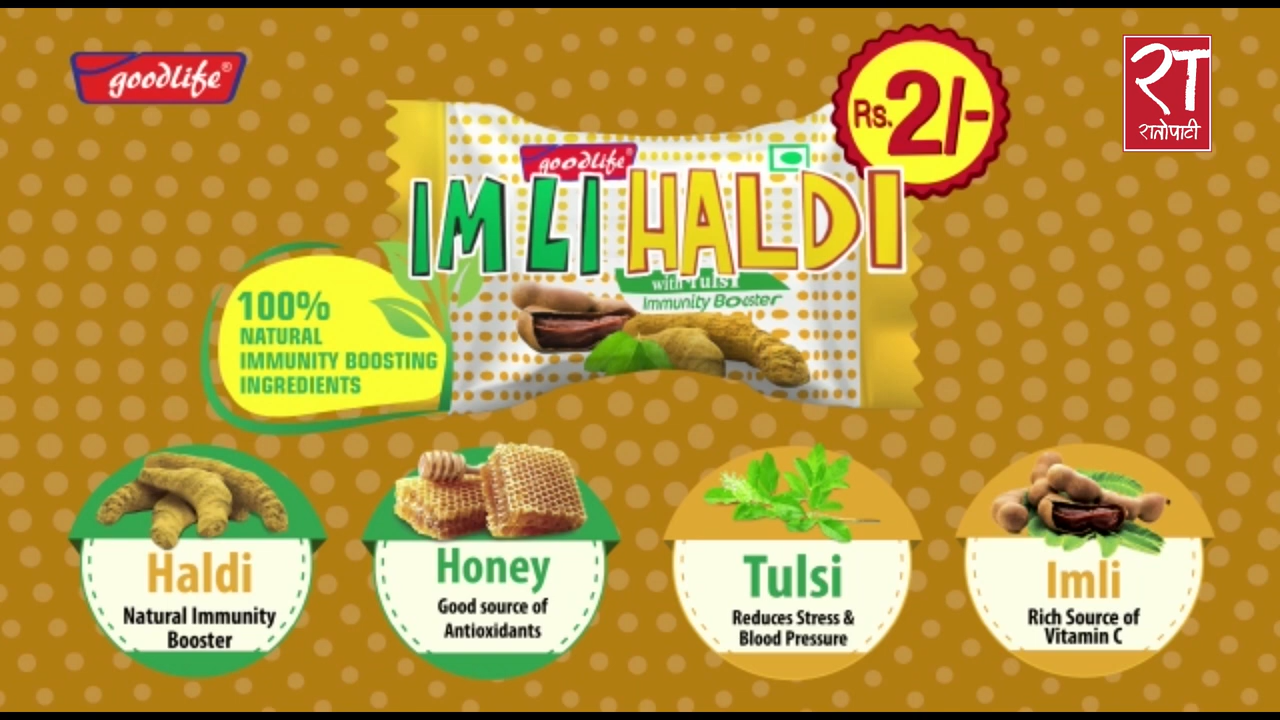 goodlife®
Rs. 2/-
रातोपाटी
goodlife®
IMLI HALDI
with Tulsi
Immunity Booster
100%
NATURAL
IMMUNITY BOOSTING
INGREDIENTS
Haldi
Natural Immunity
Booster
Honey
Good source of
Antioxidants
Tulsi
Reduces Stress &
Blood Pressure
Imli
Rich Source of
Vitamin C